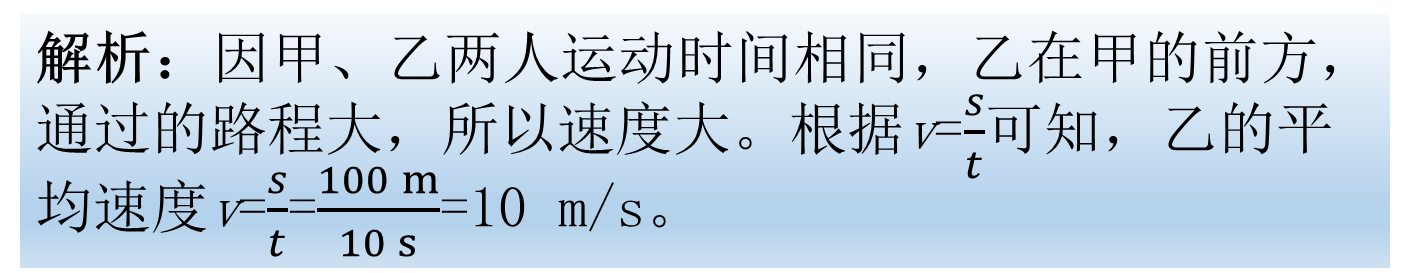 解析：因甲、乙两人运动时间相同，乙在甲的前方，
通过的路程大，所以速度大。根据v=s/t可知，乙的平
均速度v=s/t=100 m/10 s=10 m/s。